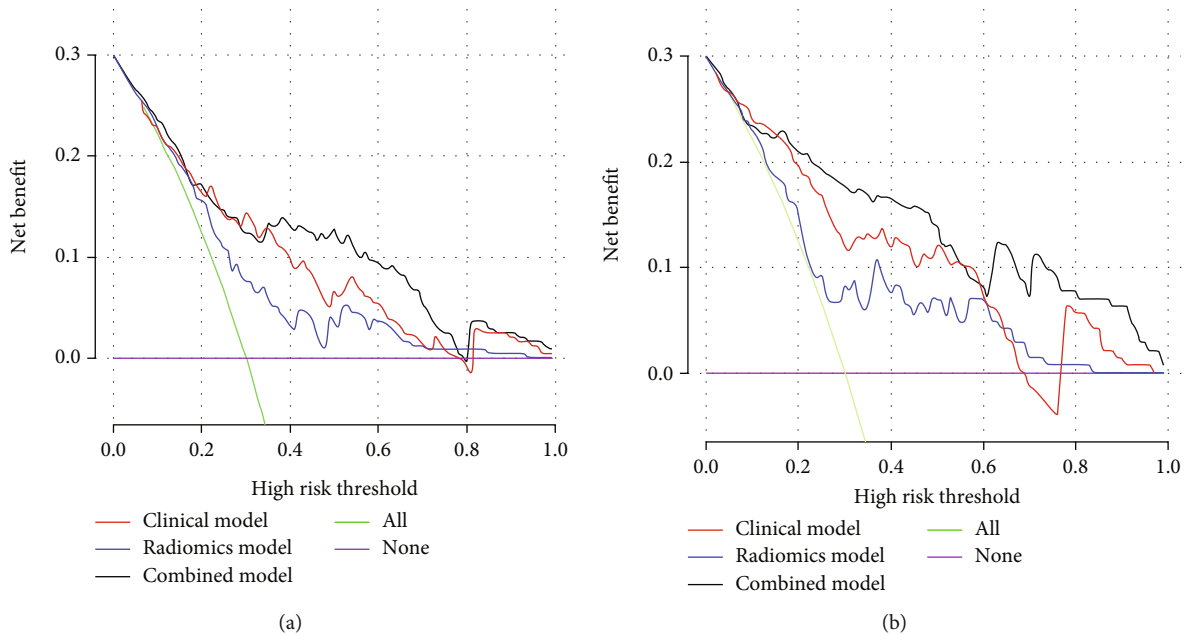 0.3
0.2
0.1
0.0
Net benefit
0.0 0.2 0.4 0.6 0.8 1.0
High risk threshold
Clinical model
Radiomics model
Combined model
All
None
(a)
0.3
0.2
0.1
0.0
Net benefit
0.0 0.2 0.4 0.6 0.8 1.0
High risk threshold
Clinical model
Radiomics model
Combined model
All
None
(b)